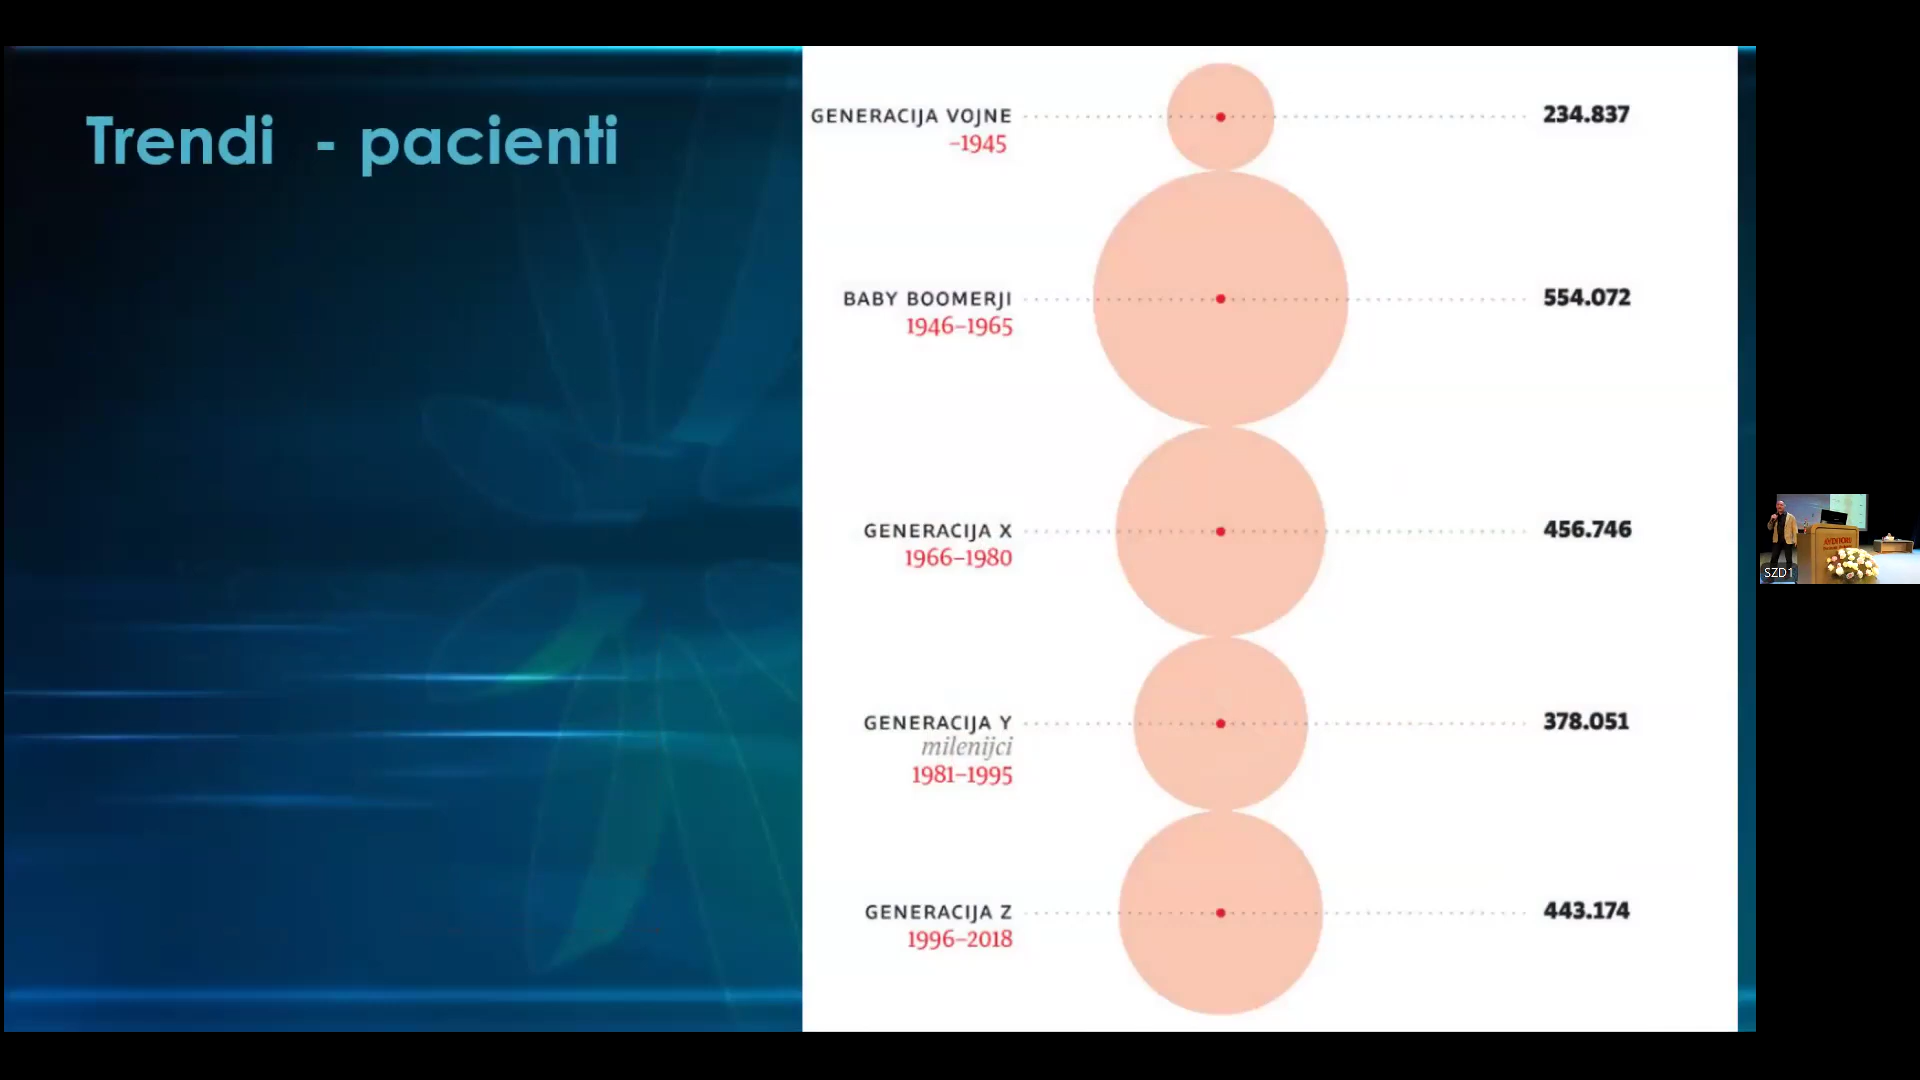 Trendi - pacienti
GENERACIJA VOJNE
–1945
234.837
BABY BOOMERJI
1946–1965
554.072
GENERACIJA X
1966–1980
456.746
GENERACIJA Y
milenijci
1981–1995
378.051
GENERACIJA Z
1996–2018
443.174
SZD1